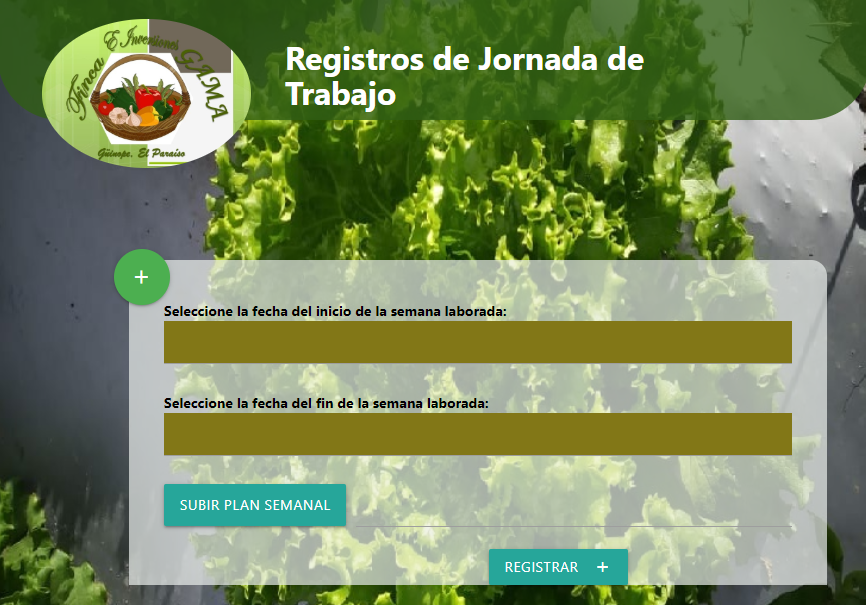 Finca E Inversiones GAMA
Güinope, El Paraíso
Registros de Jornada de
Trabajo
+
Seleccione la fecha del inicio de la semana laborada:
Seleccione la fecha del fin de la semana laborada:
SUBIR PLAN SEMANAL
REGISTRAR +